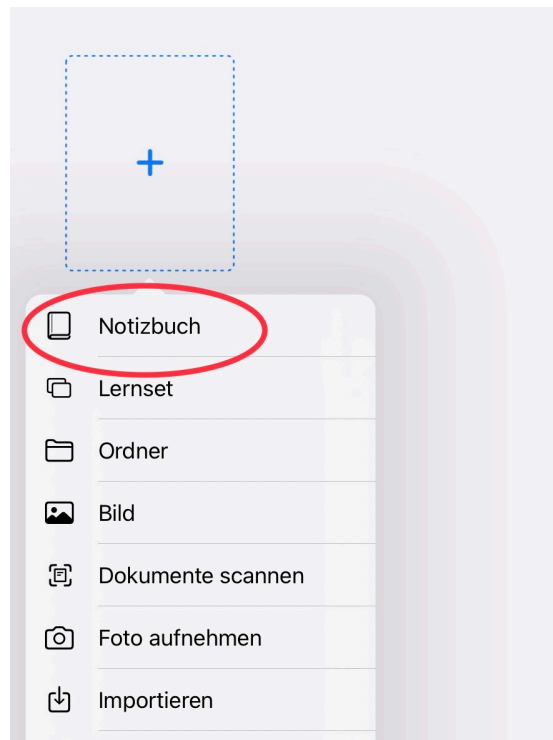 Notizbuch
Lernset
Ordner
Bild
Dokumente scannen
Foto aufnehmen
Importieren